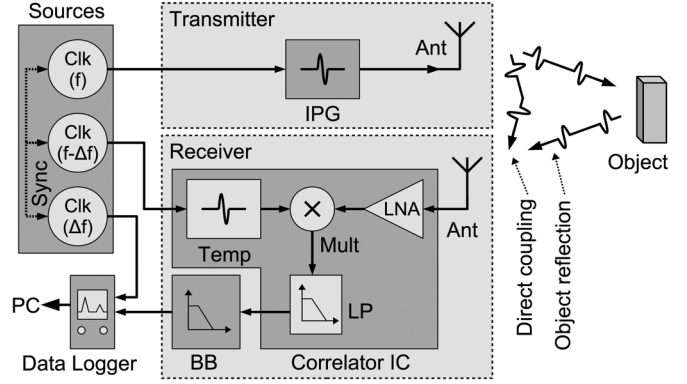 Sources
Clk
(f)
Clk
(f-Δf)
Clk
(Δf)
Sync
PC
Data Logger
Transmitter
IPG
Ant
Receiver
Temp
Mult
LNA
Ant
LP
BB
Correlator IC
Object
Direct coupling
Object reflection